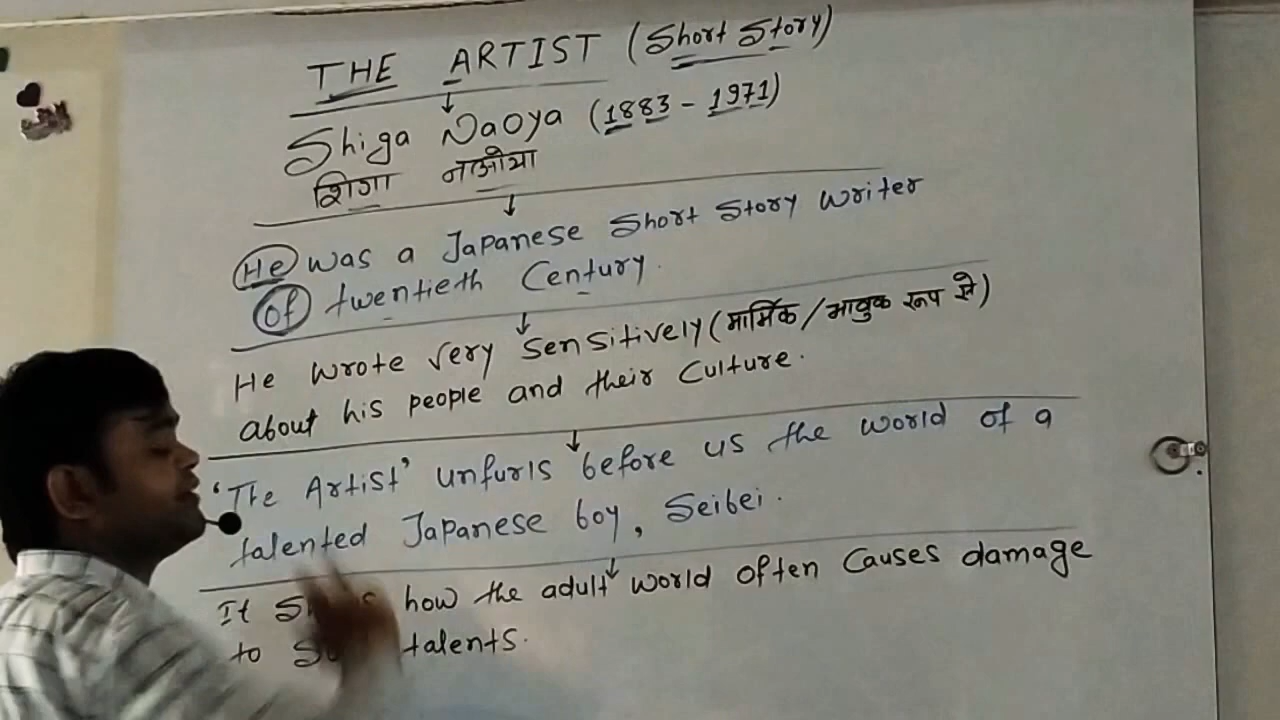 THE ARTIST (Short Story)
Shiga Naoya (1883 - 1971)
शिगा नाओया
He was a Japanese Short Story writer
of twentieth Century.
He wrote very sensitively (मार्मिक/भावुक रूप से)
about his people and their culture.
'The Artist' unfurls before us the world of a
talented Japanese boy, Seibei.
It how the adult world often causes damage
to talents.